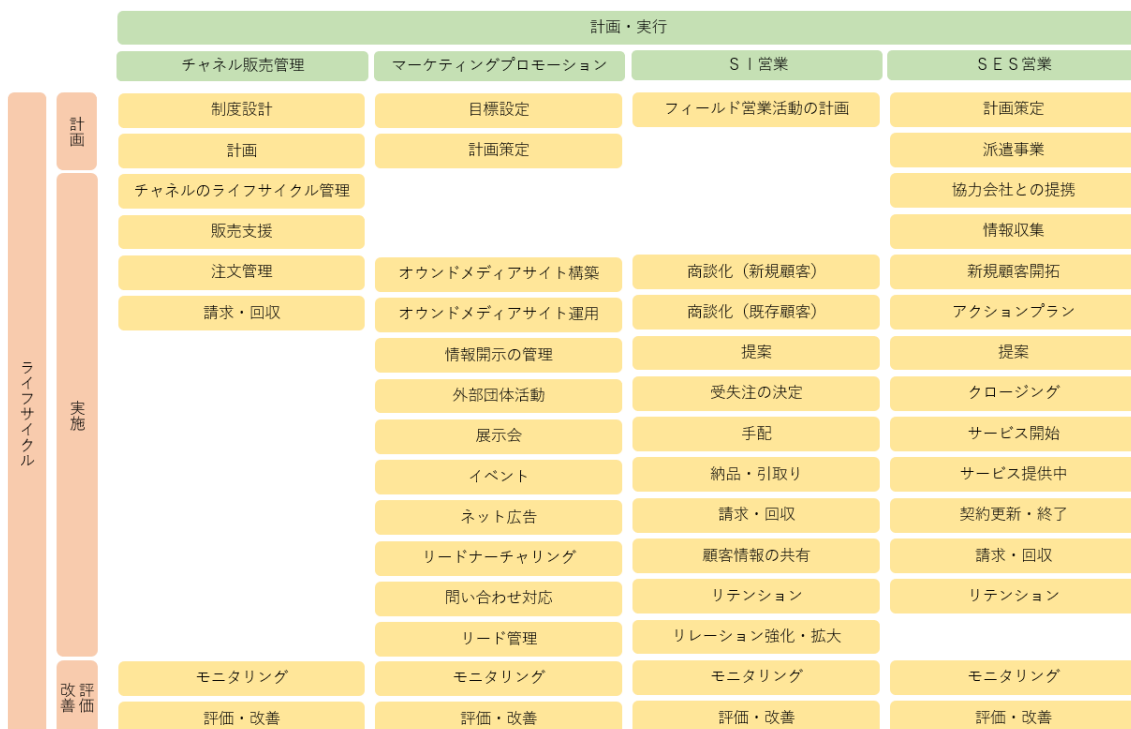 計画・実行
チャネル販売管理 マーケティングプロモーション ＳＩ営業 ＳＥＳ営業
ライフサイクル
計画
制度設計 目標設定 フィールド営業活動の計画 計画策定
計画 計画策定 派遣事業
実施
チャネルのライフサイクル管理 協力会社との提携
販売支援 情報収集
注文管理 オウンドメディアサイト構築 商談化（新規顧客） 新規顧客開拓
請求・回収 オウンドメディアサイト運用 商談化（既存顧客） アクションプラン
情報開示の管理 提案 提案
外部団体活動 受失注の決定 クロージング
展示会 手配 サービス開始
イベント 納品・引取り サービス提供中
ネット広告 請求・回収 契約更新・終了
リードナーチャリング 顧客情報の共有 請求・回収
問い合わせ対応 リテンション リテンション
リード管理 リレーション強化・拡大
評価
改善
モニタリング モニタリング モニタリング モニタリング
評価・改善 評価・改善 評価・改善 評価・改善